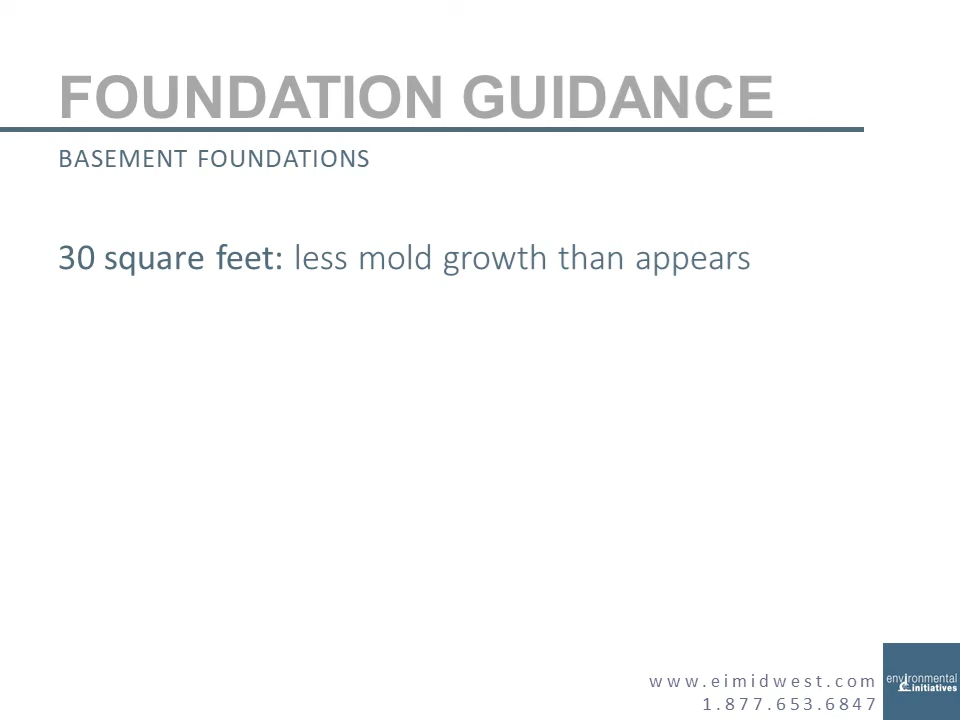 FOUNDATION GUIDANCE
BASEMENT FOUNDATIONS
30 square feet: less mold growth than appears
www.eimidwest.com
1.877.653.6847
environmental
initiatives